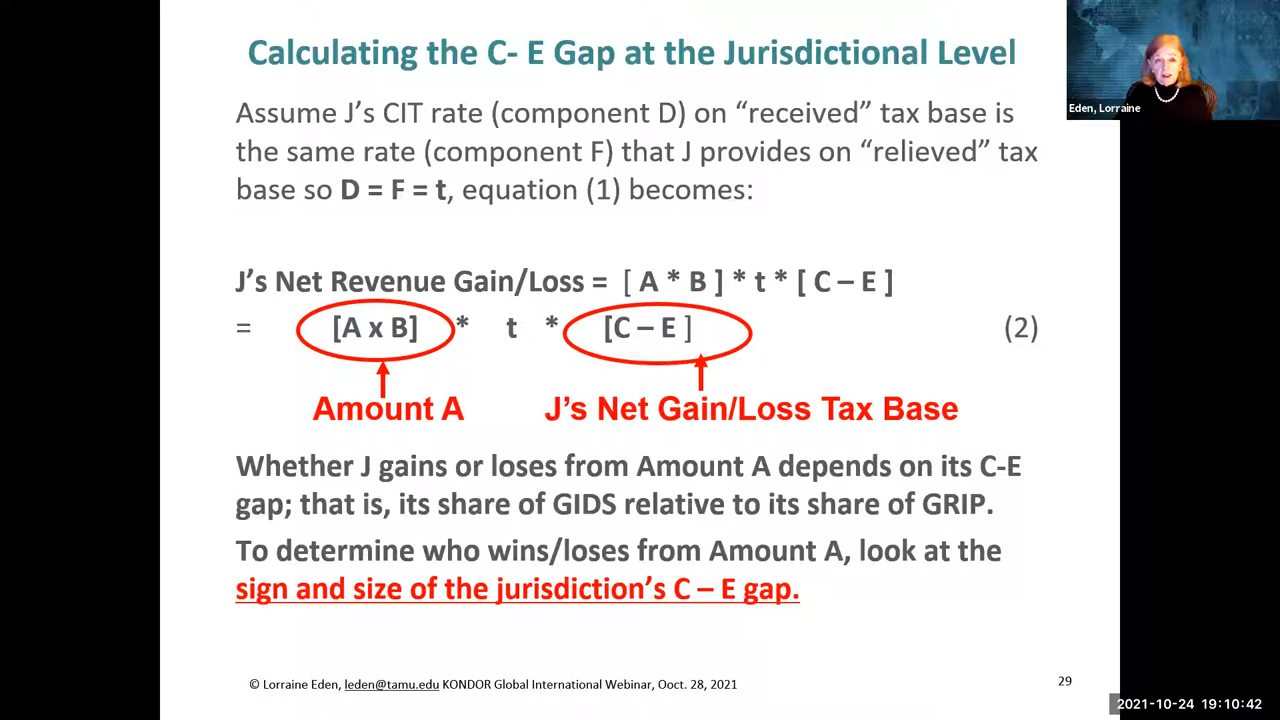 Calculating the C- E Gap at the Jurisdictional Level
Eden, Lorraine
Assume J’s CIT rate (component D) on “received” tax base is
the same rate (component F) that J provides on “relieved” tax
base so D = F = t, equation (1) becomes:
J’s Net Revenue Gain/Loss = [ A * B ] * t * [ C – E ]
= [A x B] * t * [C – E ] (2)
Amount A J’s Net Gain/Loss Tax Base
Whether J gains or loses from Amount A depends on its C-E
gap; that is, its share of GIDS relative to its share of GRIP.
To determine who wins/loses from Amount A, look at the
sign and size of the jurisdiction’s C – E gap.
© Lorraine Eden, leden@tamu.edu KONDOR Global International Webinar, Ooct. 28, 2021
29
2021-10-24 19:10:42